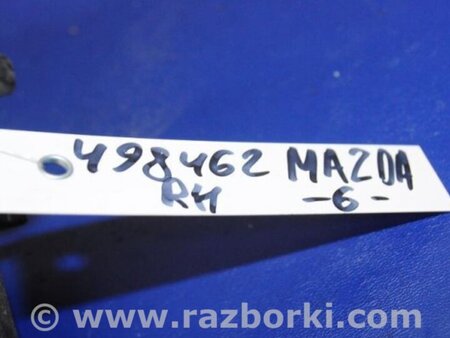 498462 MAZDA
RH -6-
© www.razborki.com